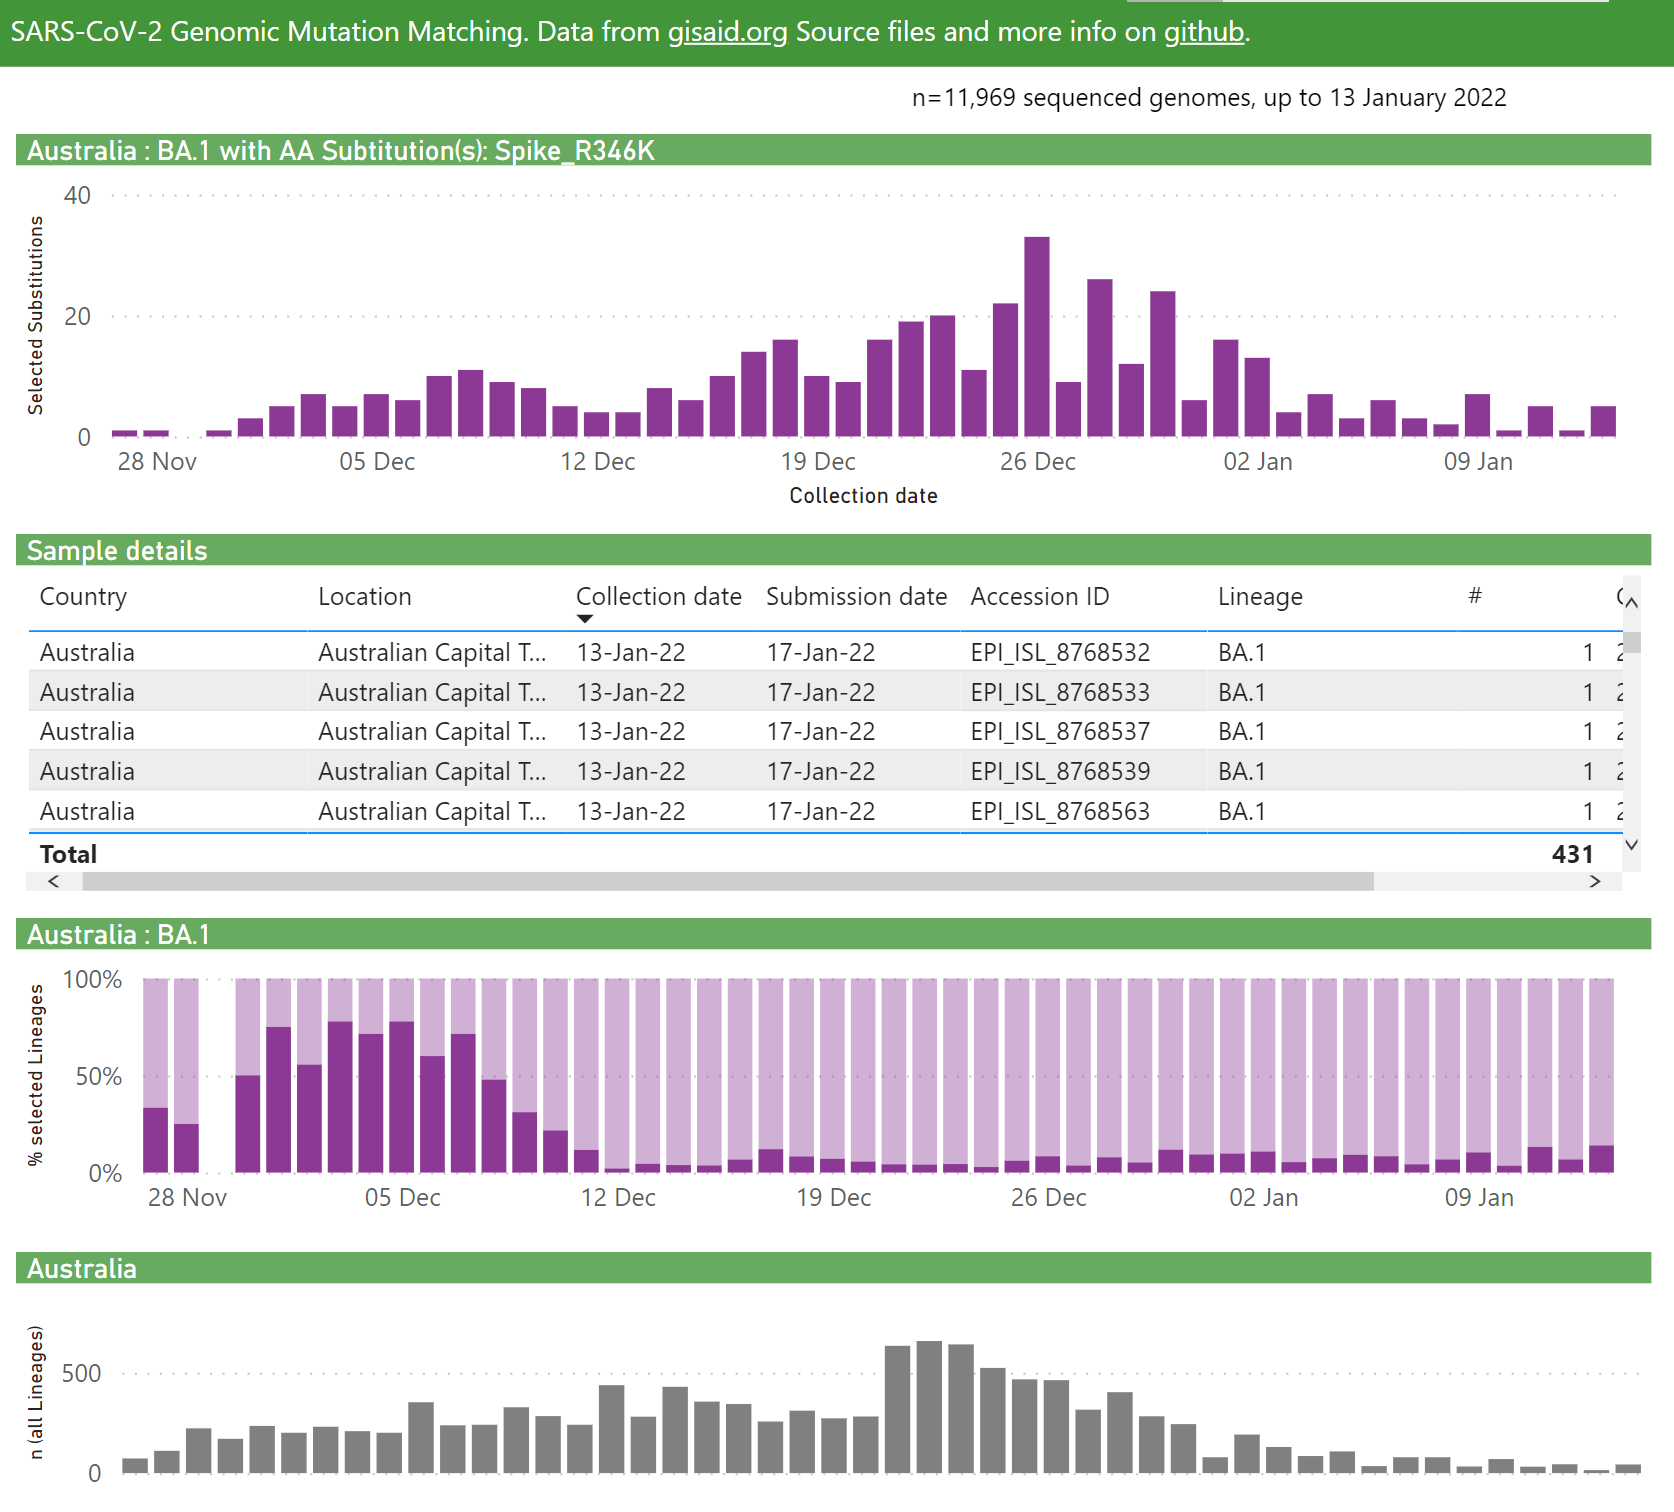 SARS-CoV-2 Genomic Mutation Matching. Data from gisaid.org Source files and more info on github.
n=11,969 sequenced genomes, up to 13 January 2022
Australia : BA.1 with AA Subtitution(s): Spike_R346K
Selected Substitutions
40
20
0
28 Nov 05 Dec 12 Dec 19 Dec 26 Dec 02 Jan 09 Jan
Collection date
Sample details
Country Location Collection date Submission date Accession ID Lineage #
Australia Australian Capital T... 13-Jan-22 17-Jan-22 EPI_ISL_8768532 BA.1 1
Australia Australian Capital T... 13-Jan-22 17-Jan-22 EPI_ISL_8768533 BA.1 1
Australia Australian Capital T... 13-Jan-22 17-Jan-22 EPI_ISL_8768537 BA.1 1
Australia Australian Capital T... 13-Jan-22 17-Jan-22 EPI_ISL_8768539 BA.1 1
Australia Australian Capital T... 13-Jan-22 17-Jan-22 EPI_ISL_8768563 BA.1 1
Total 431
Australia : BA.1
% selected Lineages
100%
50%
0%
28 Nov 05 Dec 12 Dec 19 Dec 26 Dec 02 Jan 09 Jan
Australia
n (all Lineages)
500
0